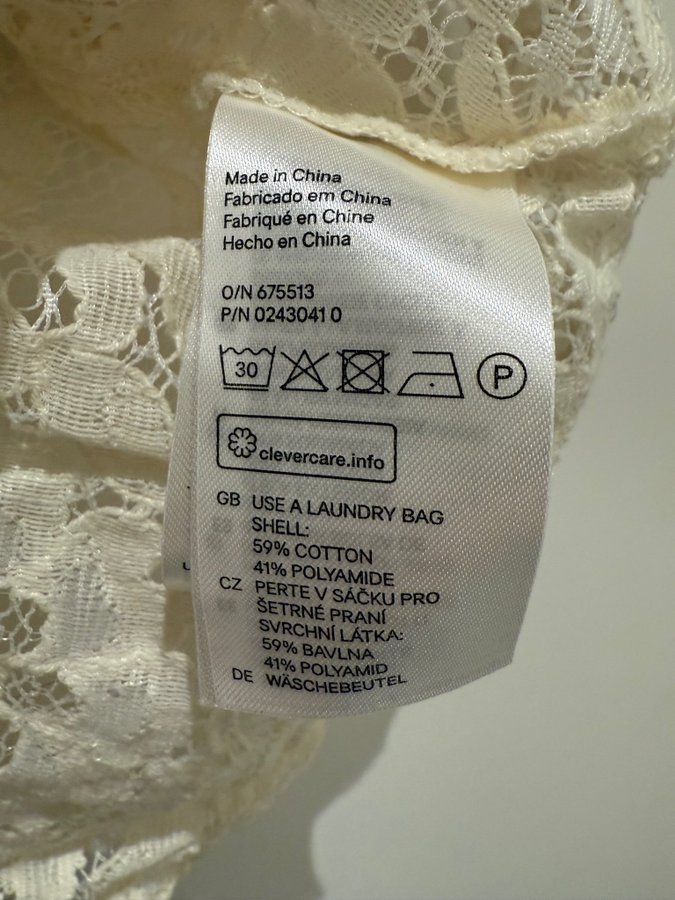 Made in China
Fabricado em China
Fabriqué en Chine
Hecho en China
O/N 675513
P/N 0243041 0
30 P
clevercare.info
GB USE A LAUNDRY BAG
SHELL:
59% COTTON
41% POLYAMIDE
CZ PERTE V SÁČKU PRO
ŠETRNÉ PRANÍ
SVRCHNÍ LÁTKA:
59% BAVLNA
41% POLYAMID
DE WÄSCHEBEUTEL